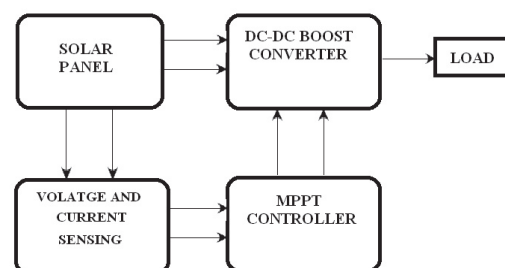 SOLAR
PANEL
DC-DC BOOST
CONVERTER
LOAD
VOLATGE AND
CURRENT
SENSING
MPPT
CONTROLLER